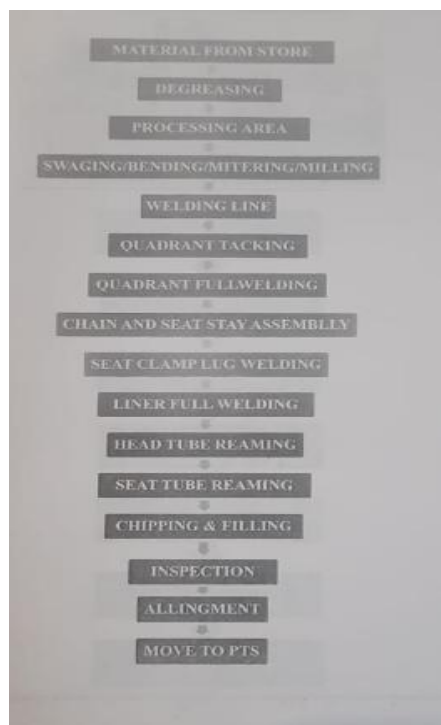 MATERIAL FROM STORE
DEGREASING
PROCESSING AREA
SWAGING/BENDING/MITERING/MILLING
WELDING LINE
QUADRANT TACKING
QUADRANT FULLWELDING
CHAIN AND SEAT STAY ASSEMBLLY
SEAT CLAMP LUG WELDING
LINER FULL WELDING
HEAD TUBE REAMING
SEAT TUBE REAMING
CHIPPING & FILLING
INSPECTION
ALLINGMENT
MOVE TO PTS